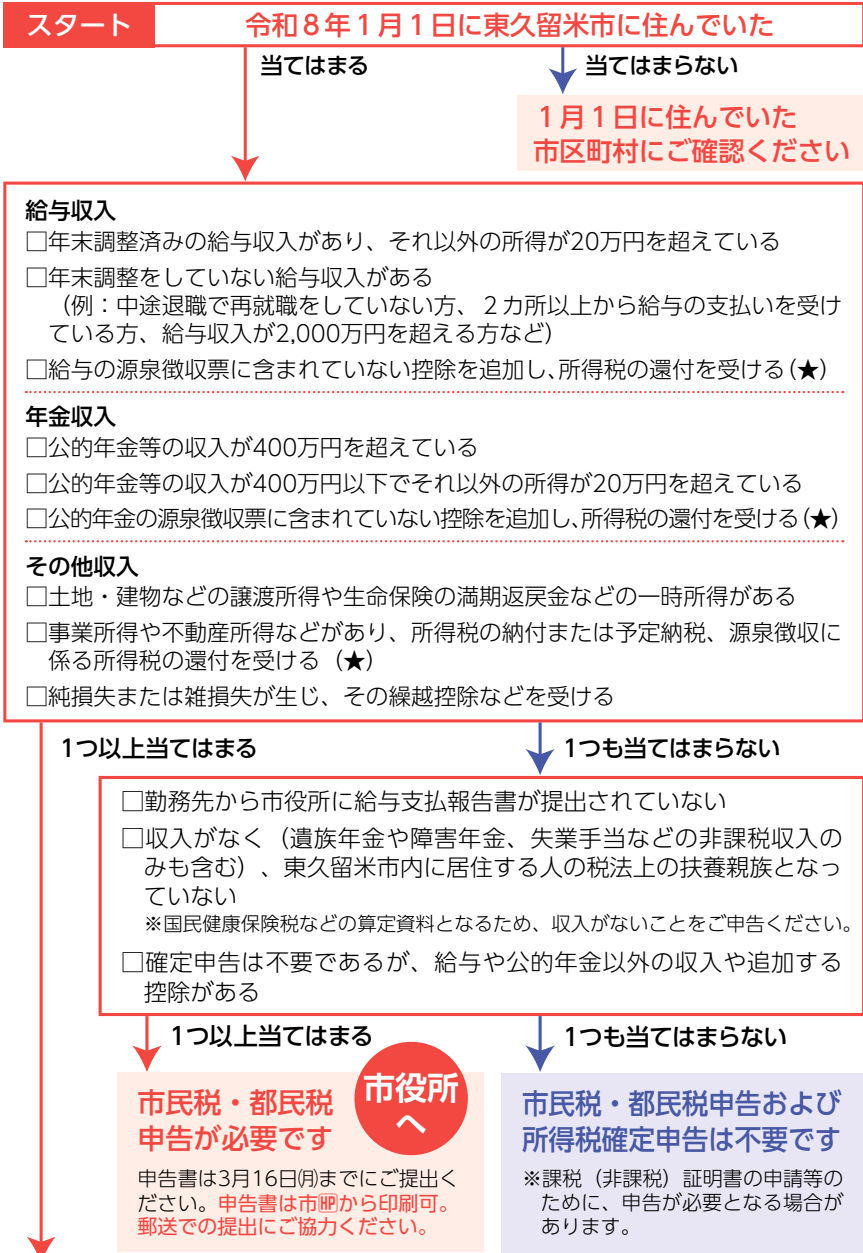 スタート
令和８年１月１日に東久留米市に住んでいた
当てはまる
当てはまらない
１月１日に住んでいた
市区町村にご確認ください
給与収入
□年末調整済みの給与収入があり、それ以外の所得が20万円を超えている
□年末調整をしていない給与収入がある
（例：中途退職で再就職をしていない方、２カ所以上から給与の支払いを受け
ている方、給与収入が2,000万円を超える方など）
□給与の源泉徴収票に含まれていない控除を追加し、所得税の還付を受ける（★）
年金収入
□公的年金等の収入が400万円を超えている
□公的年金等の収入が400万円以下でそれ以外の所得が20万円を超えている
□公的年金の源泉徴収票に含まれていない控除を追加し、所得税の還付を受ける（★）
その他収入
□土地・建物などの譲渡所得や生命保険の満期返戻金などの一時所得がある
□事業所得や不動産所得などがあり、所得税の納付または予定納税、源泉徴収に
係る所得税の還付を受ける（★）
□純損失または雑損失が生じ、その繰越控除などを受ける
1つ以上当てはまる
1つも当てはまらない
□勤務先から市役所に給与支払報告書が提出されていない
□収入がなく（遺族年金や障害年金、失業手当などの非課税収入の
みも含む）、東久留米市内に居住する人の税法上の扶養親族となっ
ていない
※国民健康保険税などの算定資料となるため、収入がないことをご申告ください。
□確定申告は不要であるが、給与や公的年金以外の収入や追加する
控除がある
1つ以上当てはまる
1つも当てはまらない
市役所
へ
市民税・都民税
申告が必要です
申告書は3月16日㈪までにご提出く
ださい。申告書は市HPから印刷可。
郵送での提出にご協力ください。
市民税・都民税申告および
所得税確定申告は不要です
※課税（非課税）証明書の申請等の
ために、申告が必要となる場合が
あります。